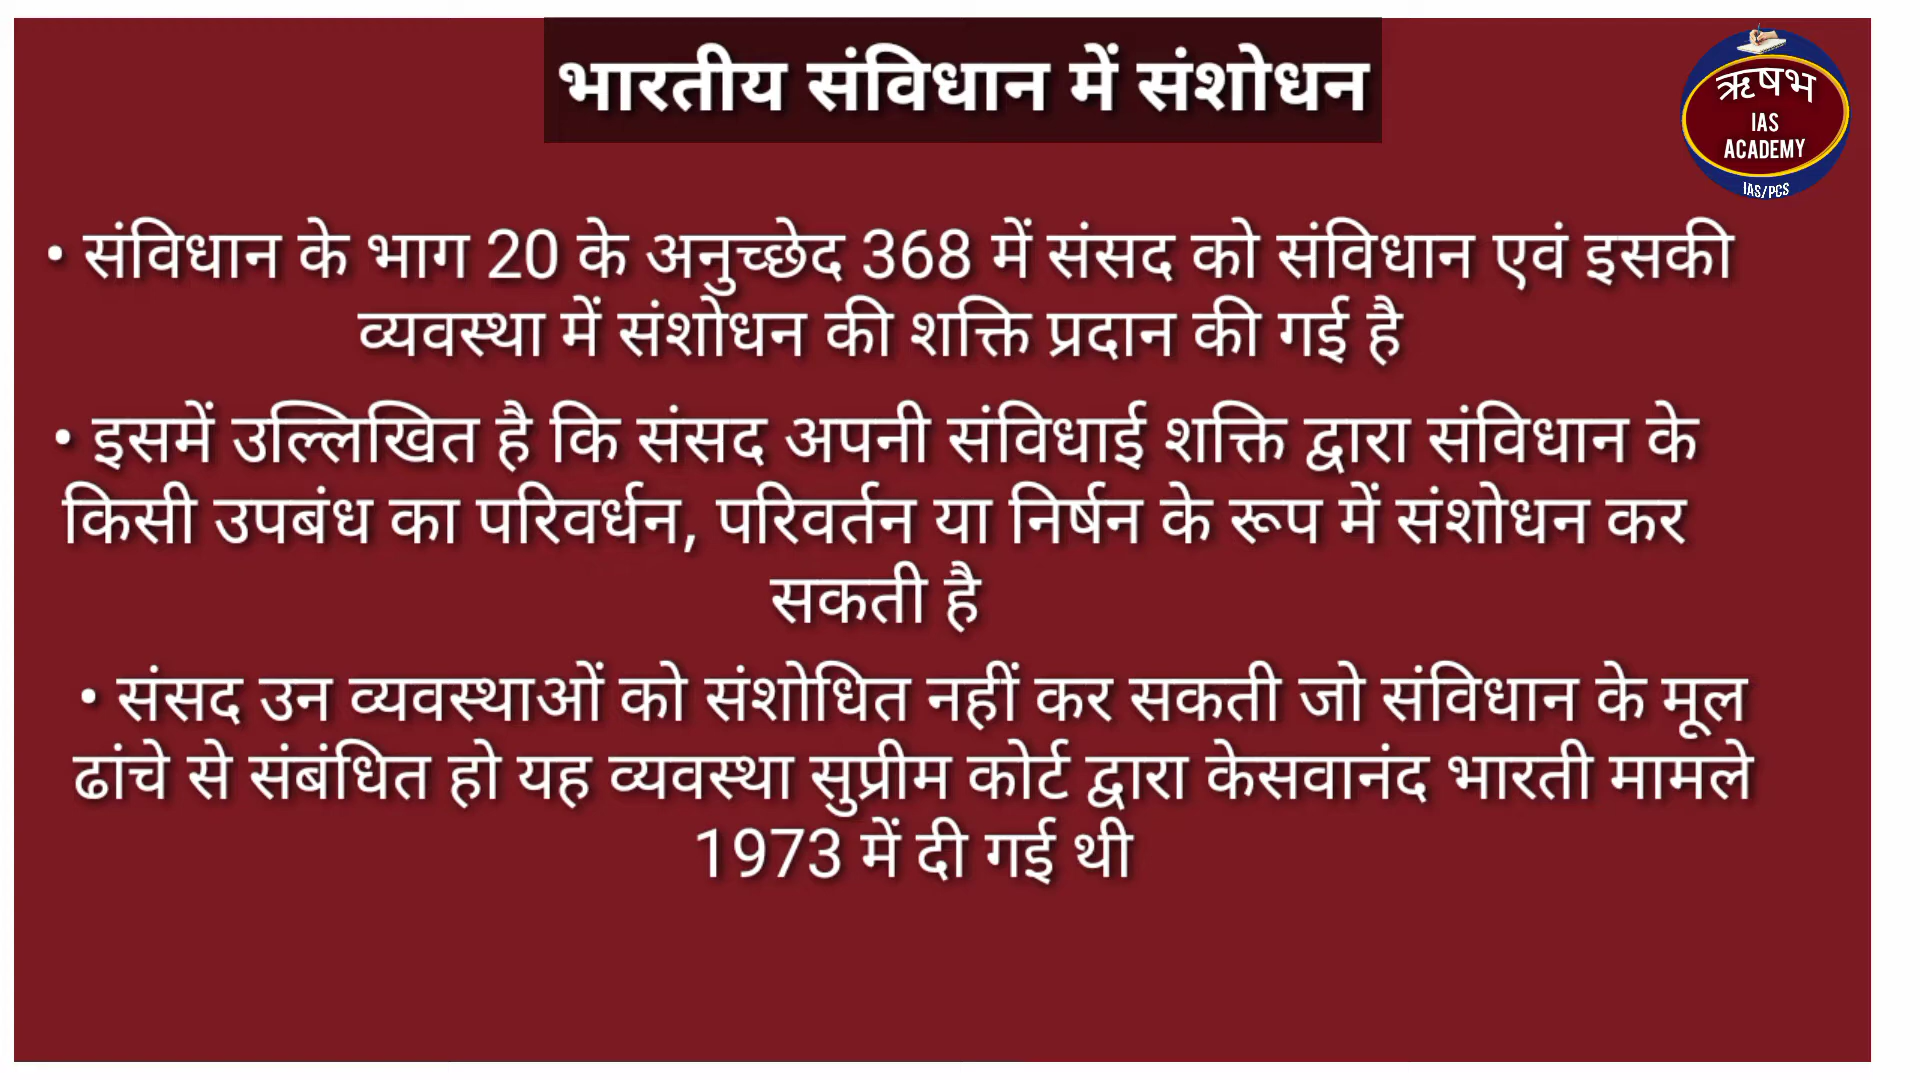 भारतीय संविधान में संशोधन
ऋषभ
IAS
ACADEMY
IAS/PCS
• संविधान के भाग 20 के अनुच्छेद 368 में संसद को संविधान एवं इसकी
व्यवस्था में संशोधन की शक्ति प्रदान की गई है
• इसमें उल्लिखित है कि संसद अपनी संविधाई शक्ति द्वारा संविधान के
किसी उपबंध का परिवर्धन, परिवर्तन या निर्षन के रूप में संशोधन कर
सकती है
• संसद उन व्यवस्थाओं को संशोधित नहीं कर सकती जो संविधान के मूल
ढांचे से संबंधित हो यह व्यवस्था सुप्रीम कोर्ट द्वारा केसवानंद भारती मामले
1973 में दी गई थी